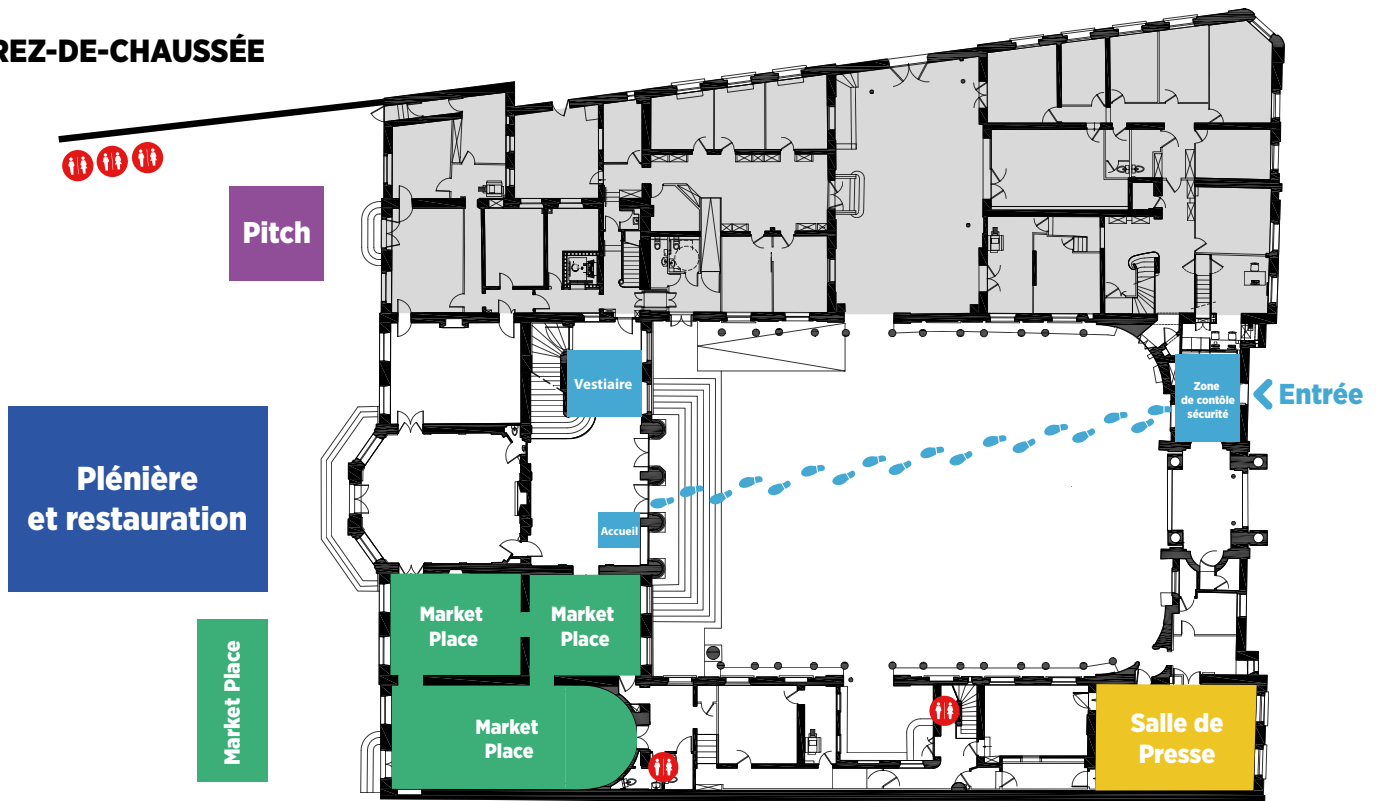 REZ-DE-CHAUSSÉE
Pitch
Vestiaire
Zone
de contôle
sécurité
Entrée
Plénière
et restauration
Accueil
Market
Place
Market
Place
Market Place
Market
Place
Salle de
Presse